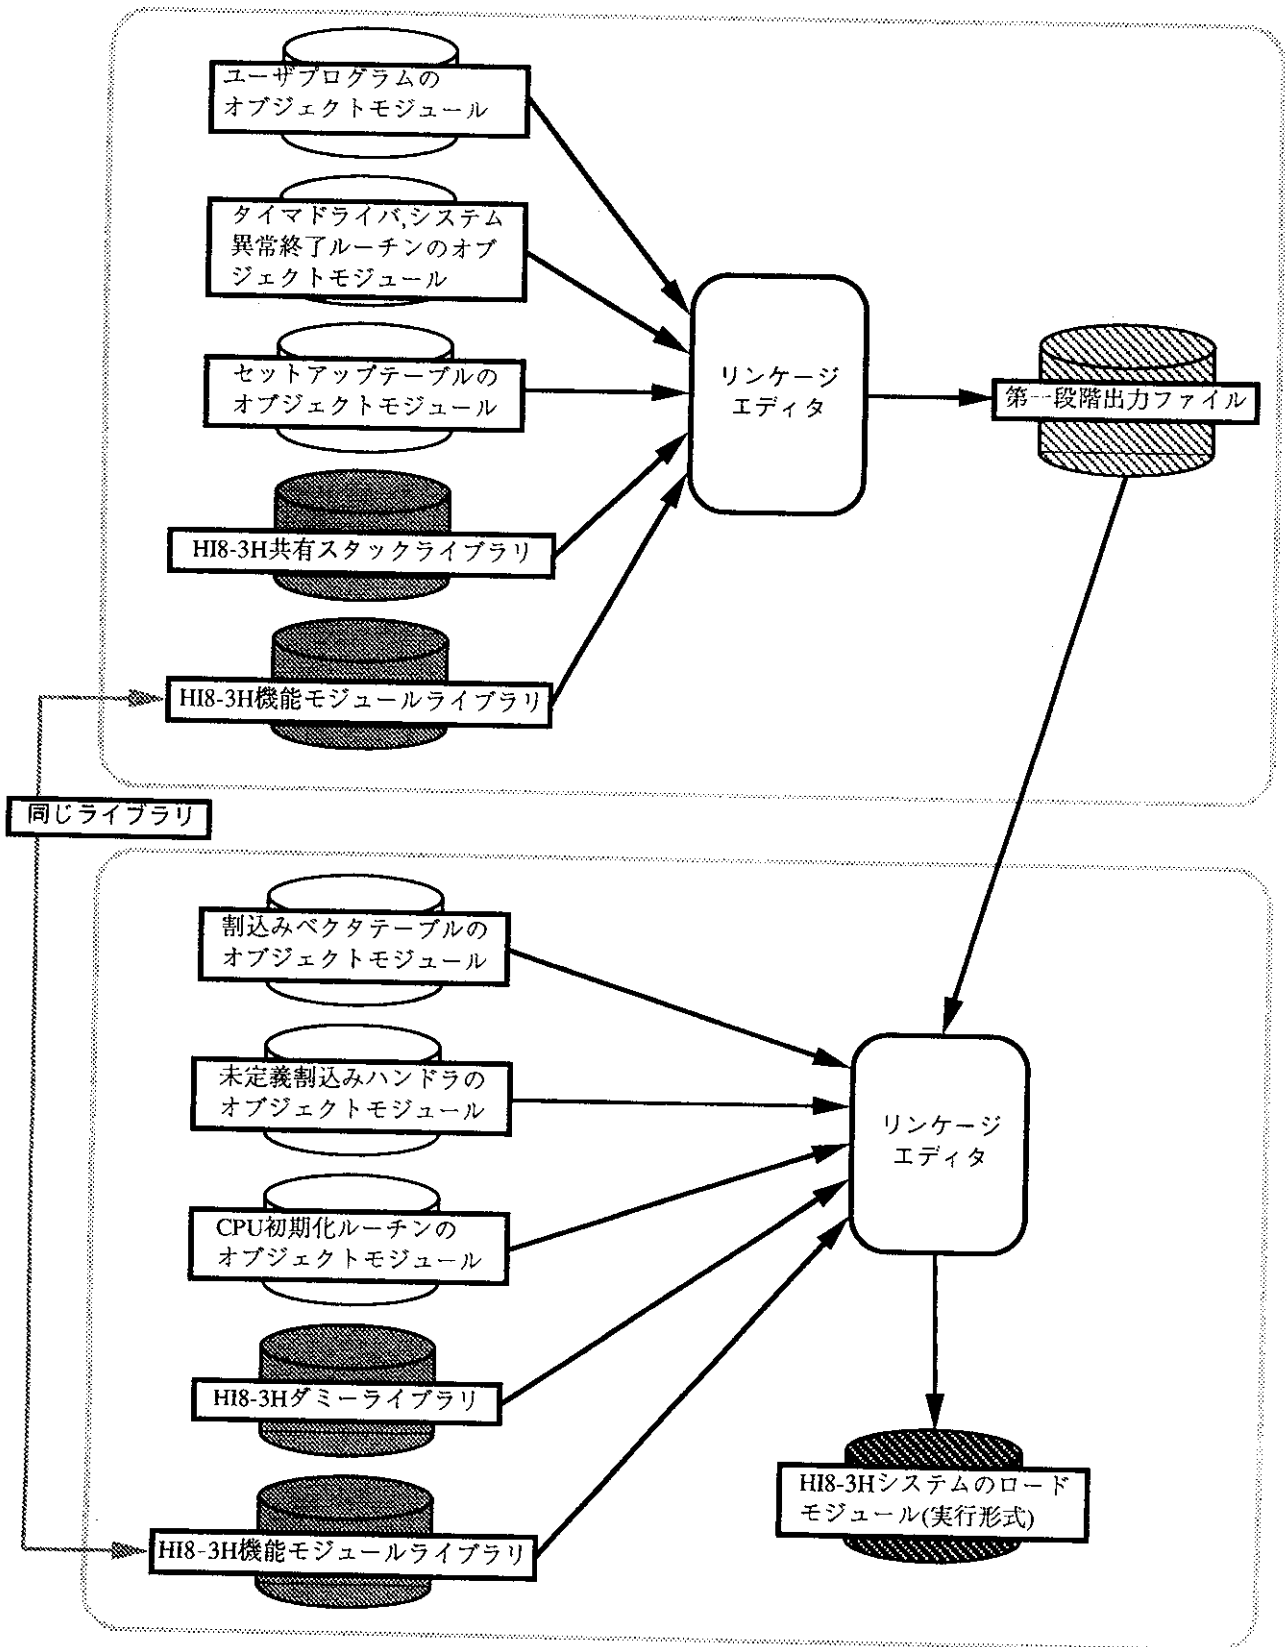 ユーザプログラムの
オブジェクトモジュール
タイマドライバ,システム
異常終了ルーチンのオブ
ジェクトモジュール
セットアップテーブルの
オブジェクトモジュール
HI8-3H共有スタックライブラリ
HI8-3H機能モジュールライブラリ
リンケージ
エディタ
第一段階出力ファイル
同じライブラリ
割込みベクタテーブルの
オブジェクトモジュール
未定義割込みハンドラの
オブジェクトモジュール
CPU初期化ルーチンの
オブジェクトモジュール
HI8-3Hダミーライブラリ
HI8-3H機能モジュールライブラリ
リンケージ
エディタ
HI8-3Hシステムのロード
モジュール(実行形式)